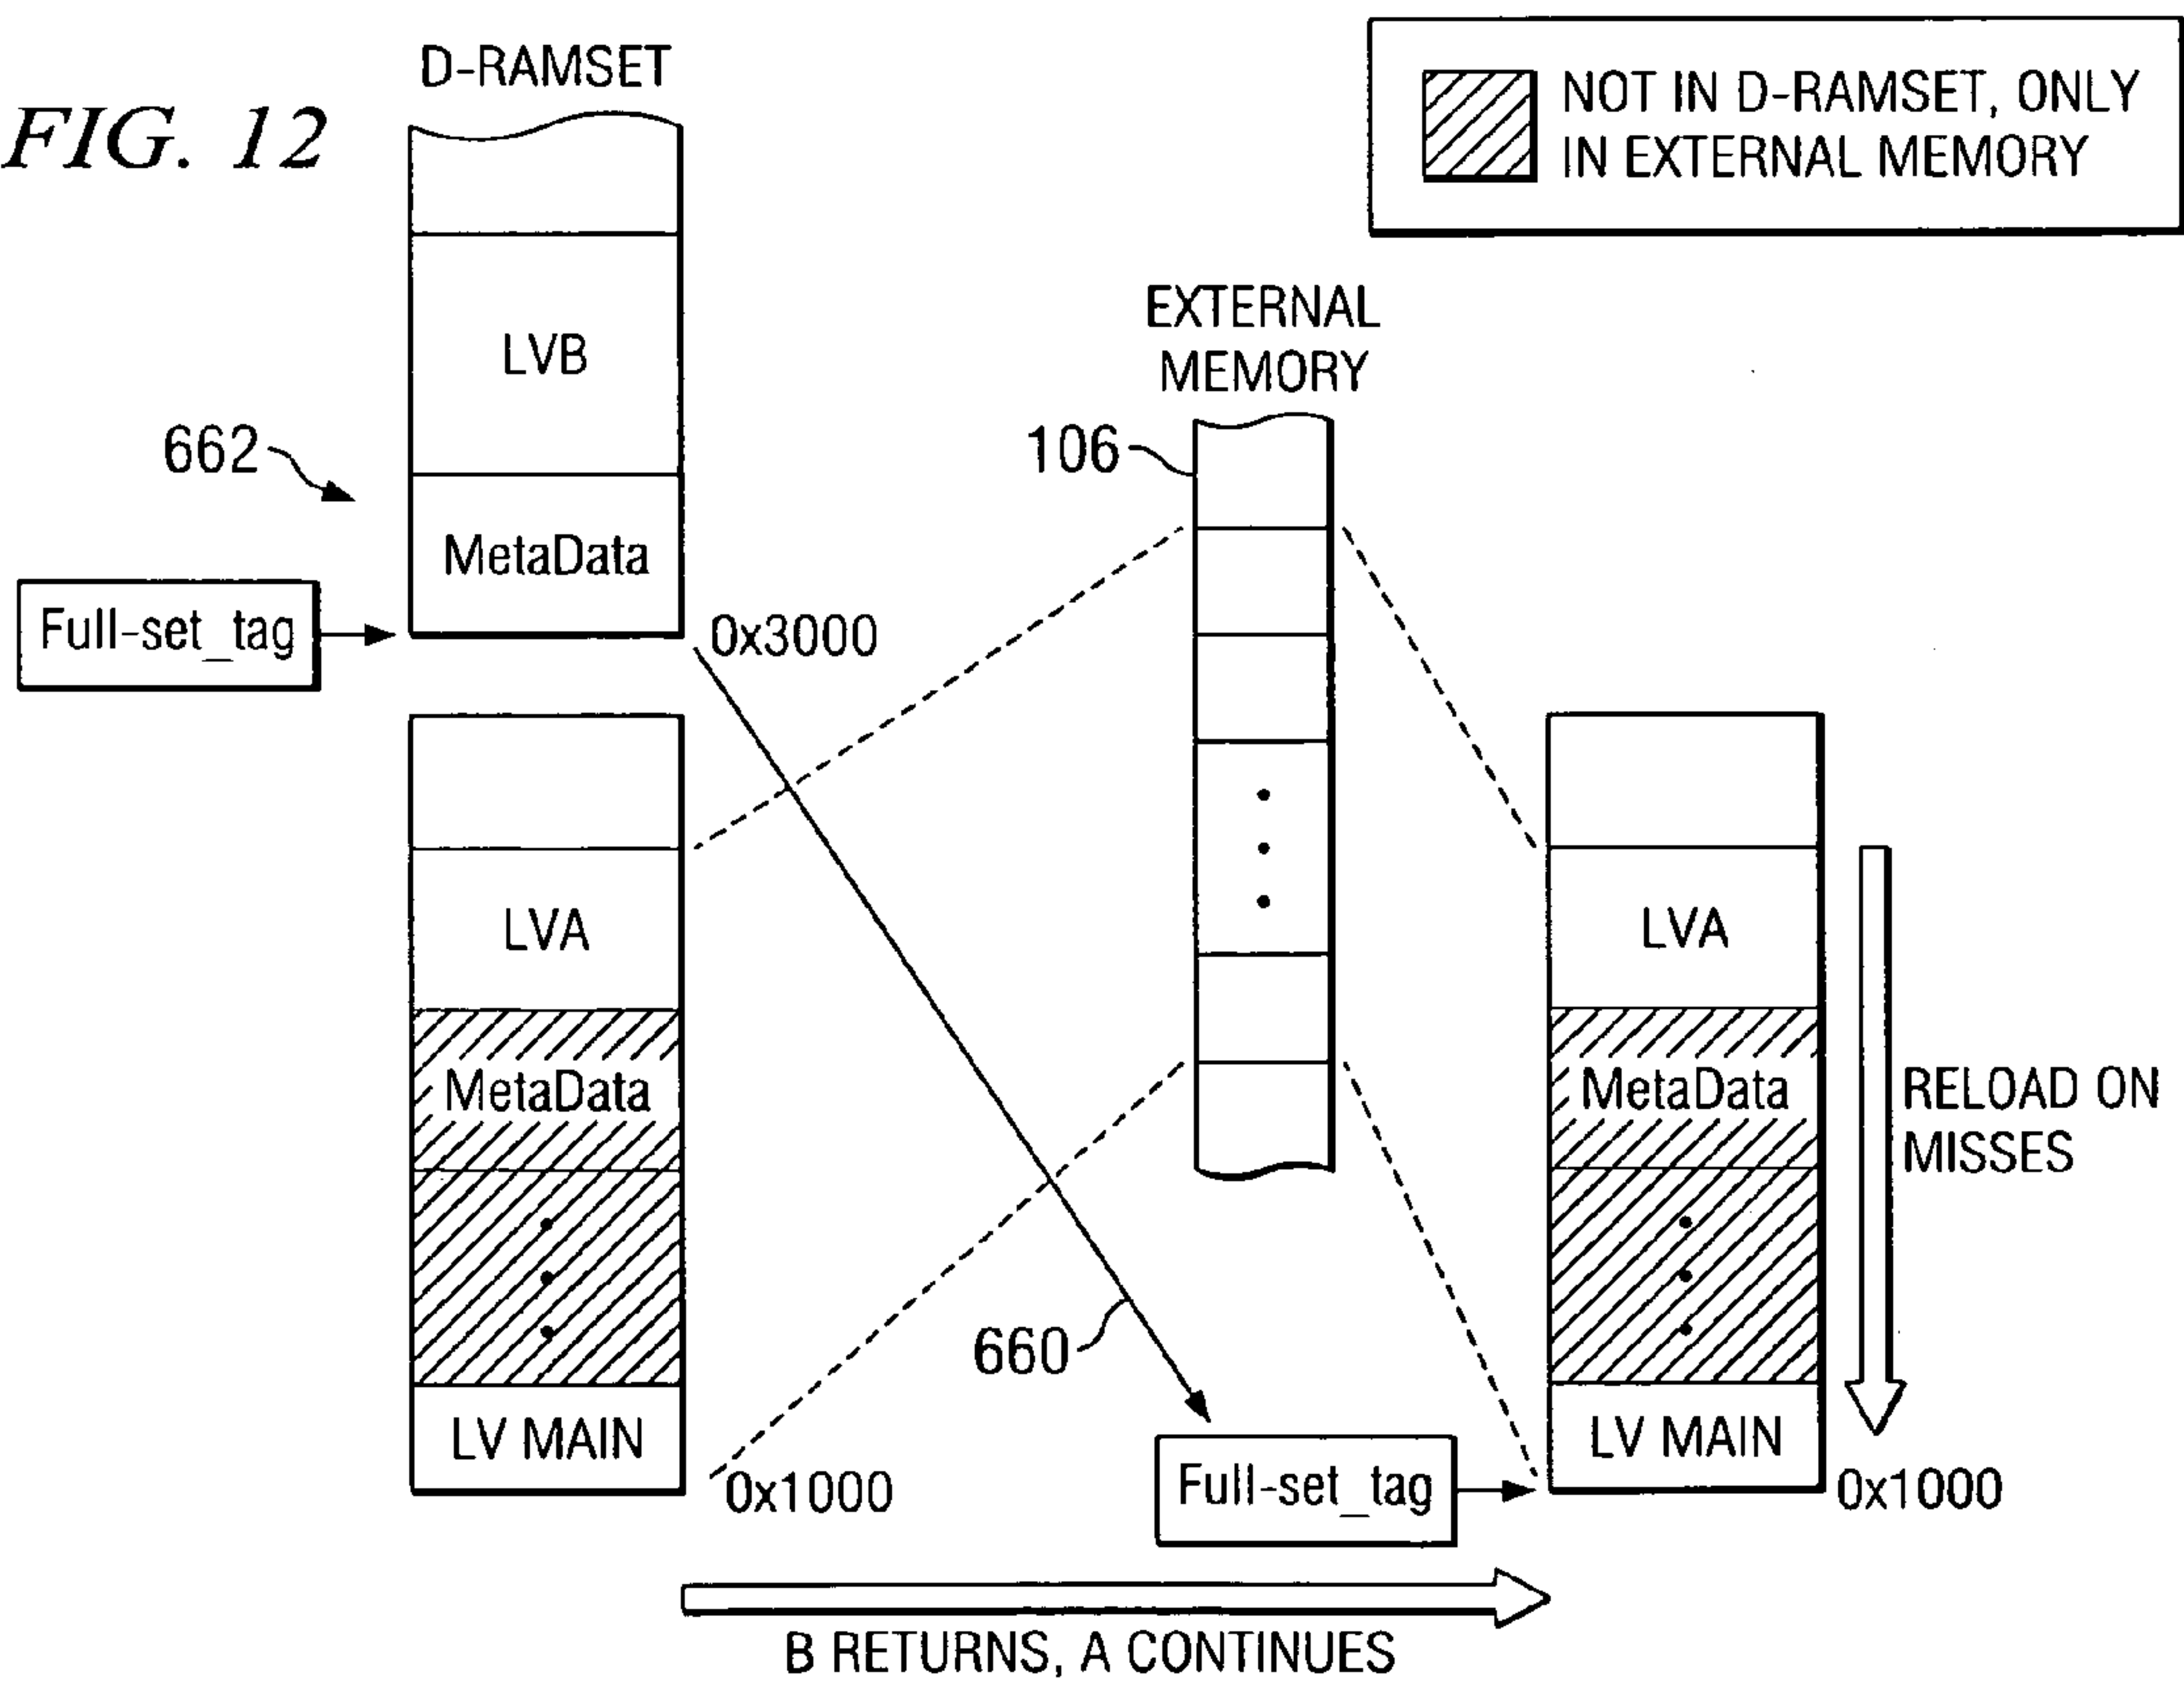 FIG. 12
D-RAMSET
NOT IN D-RAMSET, ONLY
IN EXTERNAL MEMORY
LVB
662
MetaData
Full-set_tag
0x3000
EXTERNAL
MEMORY
106
LVA
MetaData
LV MAIN
0x1000
660
Full-set_tag
LVA
MetaData
LV MAIN
0x1000
RELOAD ON
MISSES
B RETURNS, A CONTINUES